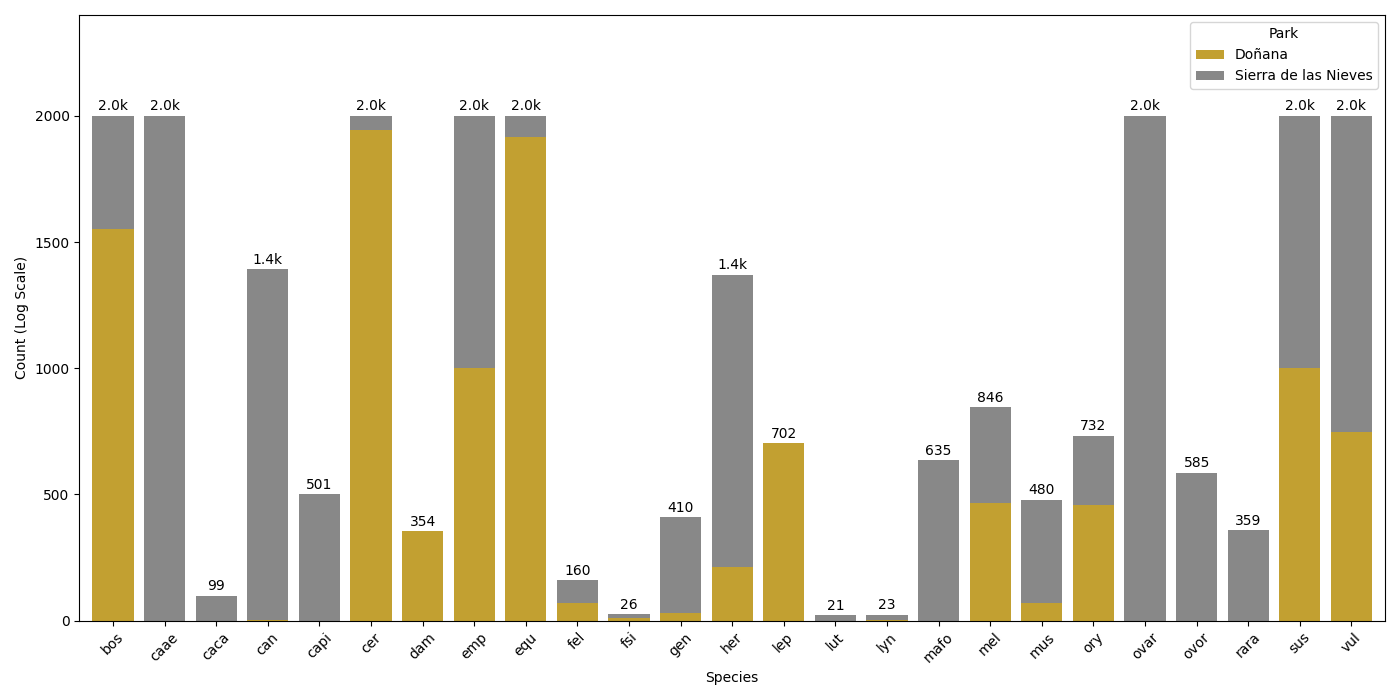 Park
Doñana
Sierra de las Nieves
2.0k 2.0k 99 1.4k 501 2.0k 354 2.0k 2.0k 160 26 410 1.4k 702 21 23 635 846 480 732 2.0k 585 359 2.0k 2.0k
Count (Log Scale)
2000
1500
1000
500
0
bos caae caca can capi cer dam emp equ fel fsi gen her lep lut lyn mafo mel mus ory ovar ovor rara sus vul
Species